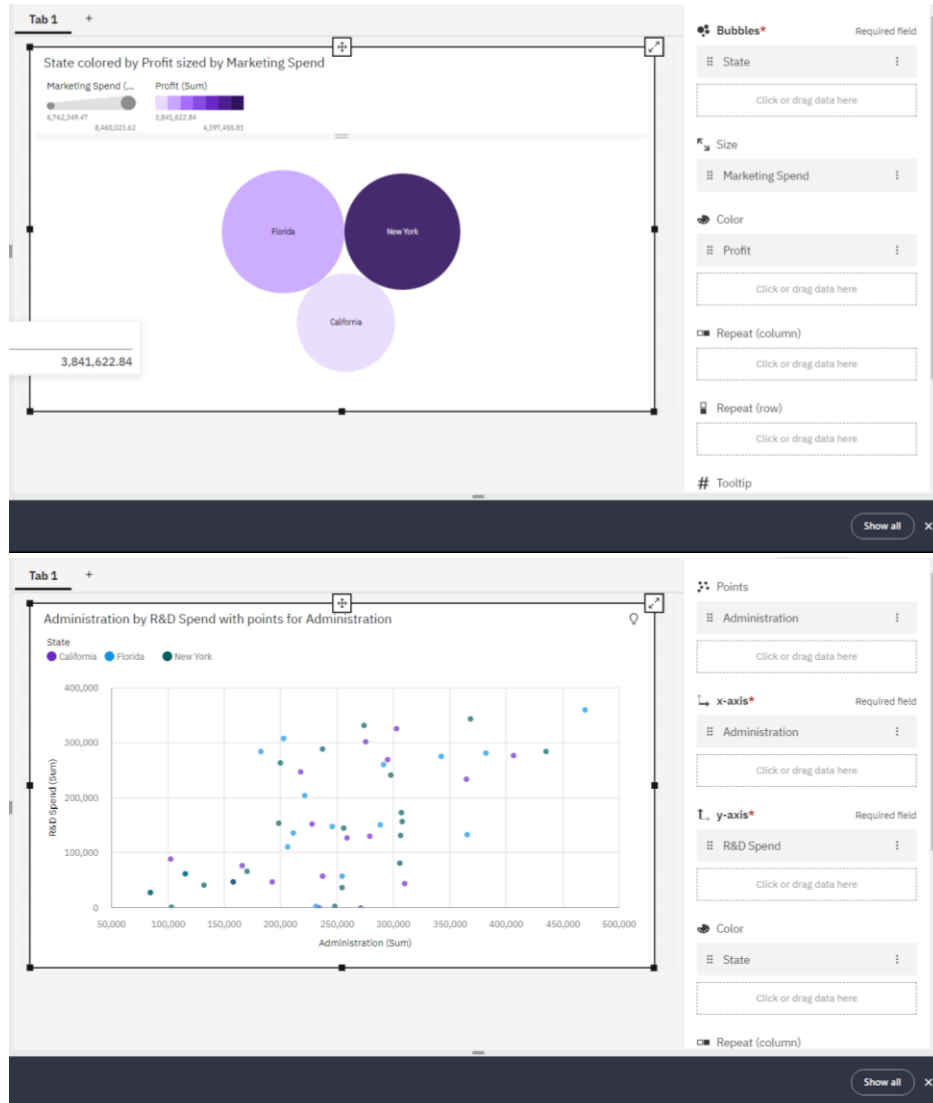 Tab 1 +
State colored by Profit sized by Marketing Spend
Marketing Spend (... Profit (Sum)
6,762,349.47 3,841,622.84
8,460,023.62 4,397,455.81
Florida
New York
California
3,841,622.84
Bubbles* Required field
State
Click or drag data here
Size
Marketing Spend
Color
Profit
Click or drag data here
Repeat (column)
Click or drag data here
Repeat (row)
Click or drag data here
# Tooltip
Show all ×
Tab 1 +
Administration by R&D Spend with points for Administration
State
California Florida New York
R&D Spend (Sum)
400,000
300,000
200,000
100,000
0
50,000 100,000 150,000 200,000 250,000 300,000 350,000 400,000 450,000 500,000
Administration (Sum)
Points
Administration
Click or drag data here
x-axis* Required field
Administration
Click or drag data here
y-axis* Required field
R&D Spend
Click or drag data here
Color
State
Click or drag data here
Repeat (column)
Show all ×